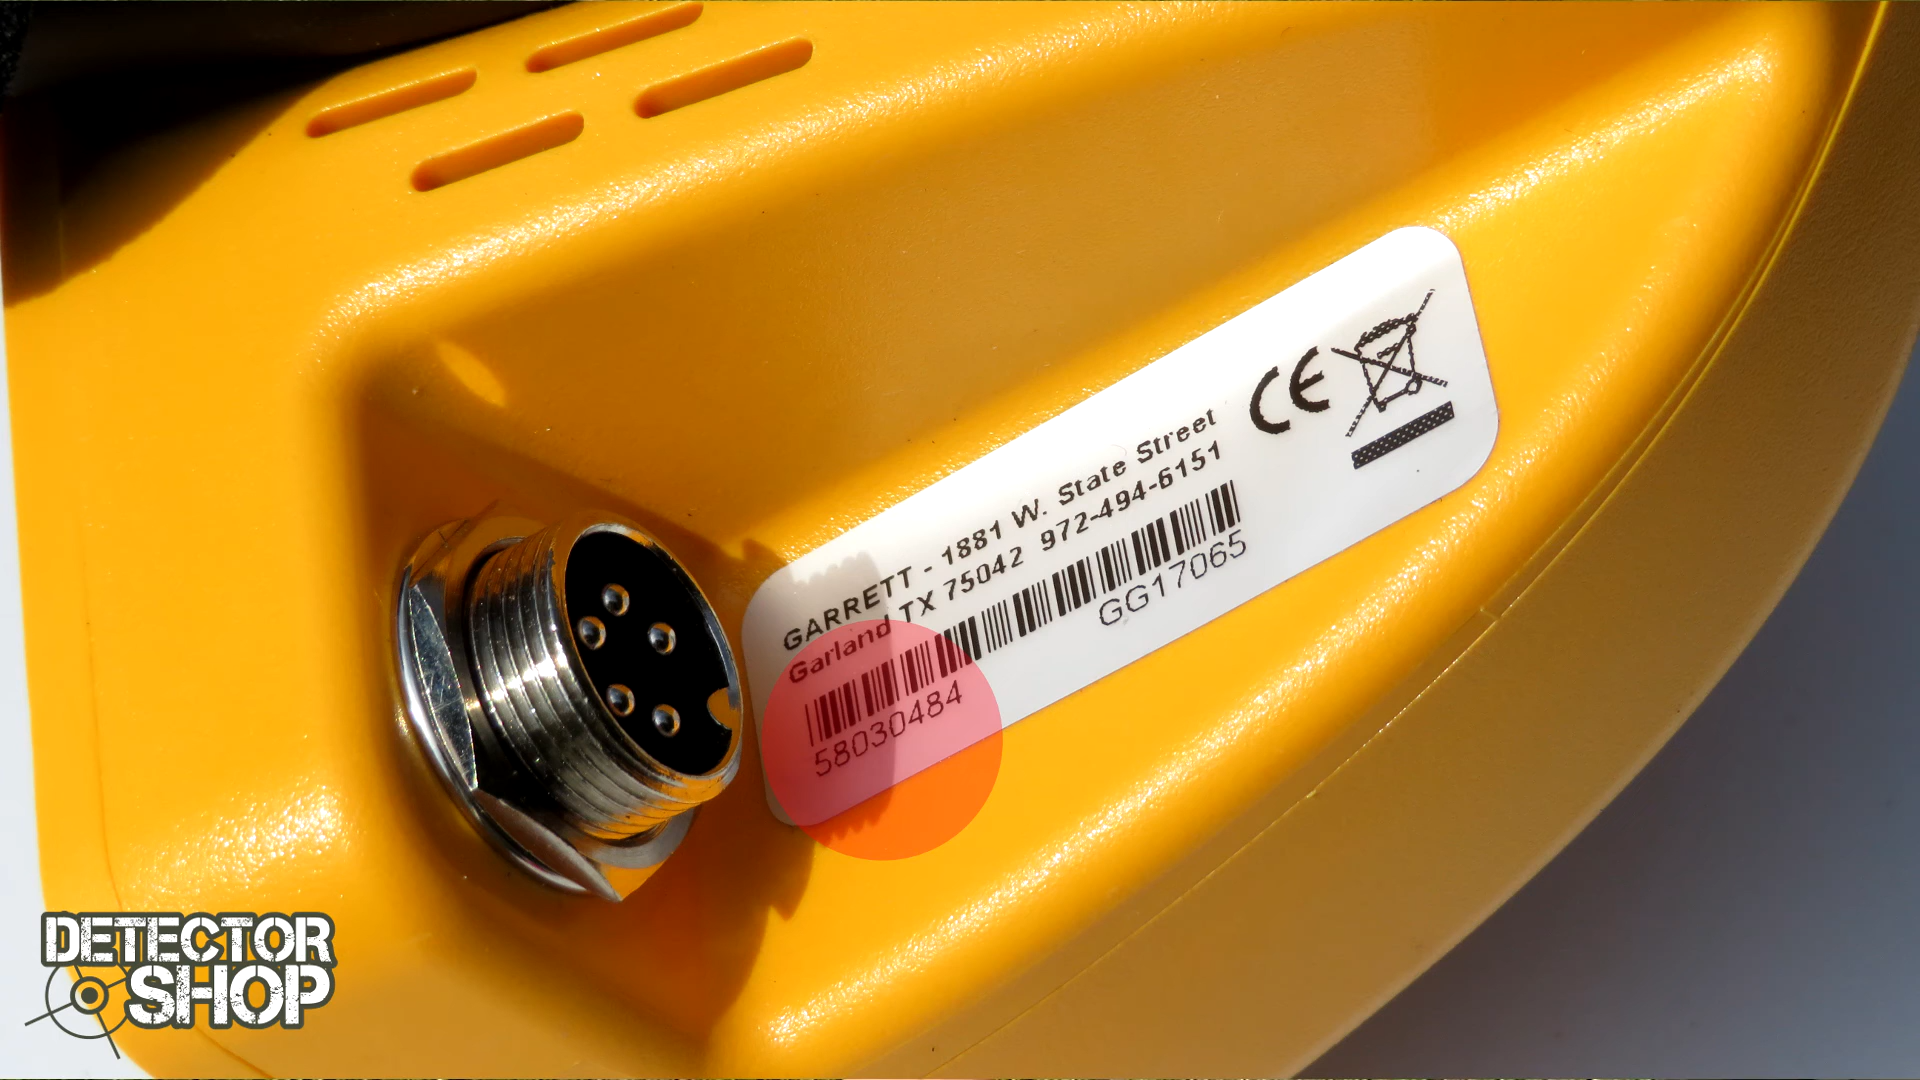 GARRETT - 1881 W. State Street
Garland TX 75042 972-494-6151
58030484
GG17065
CE
DETECTOR
SHOP